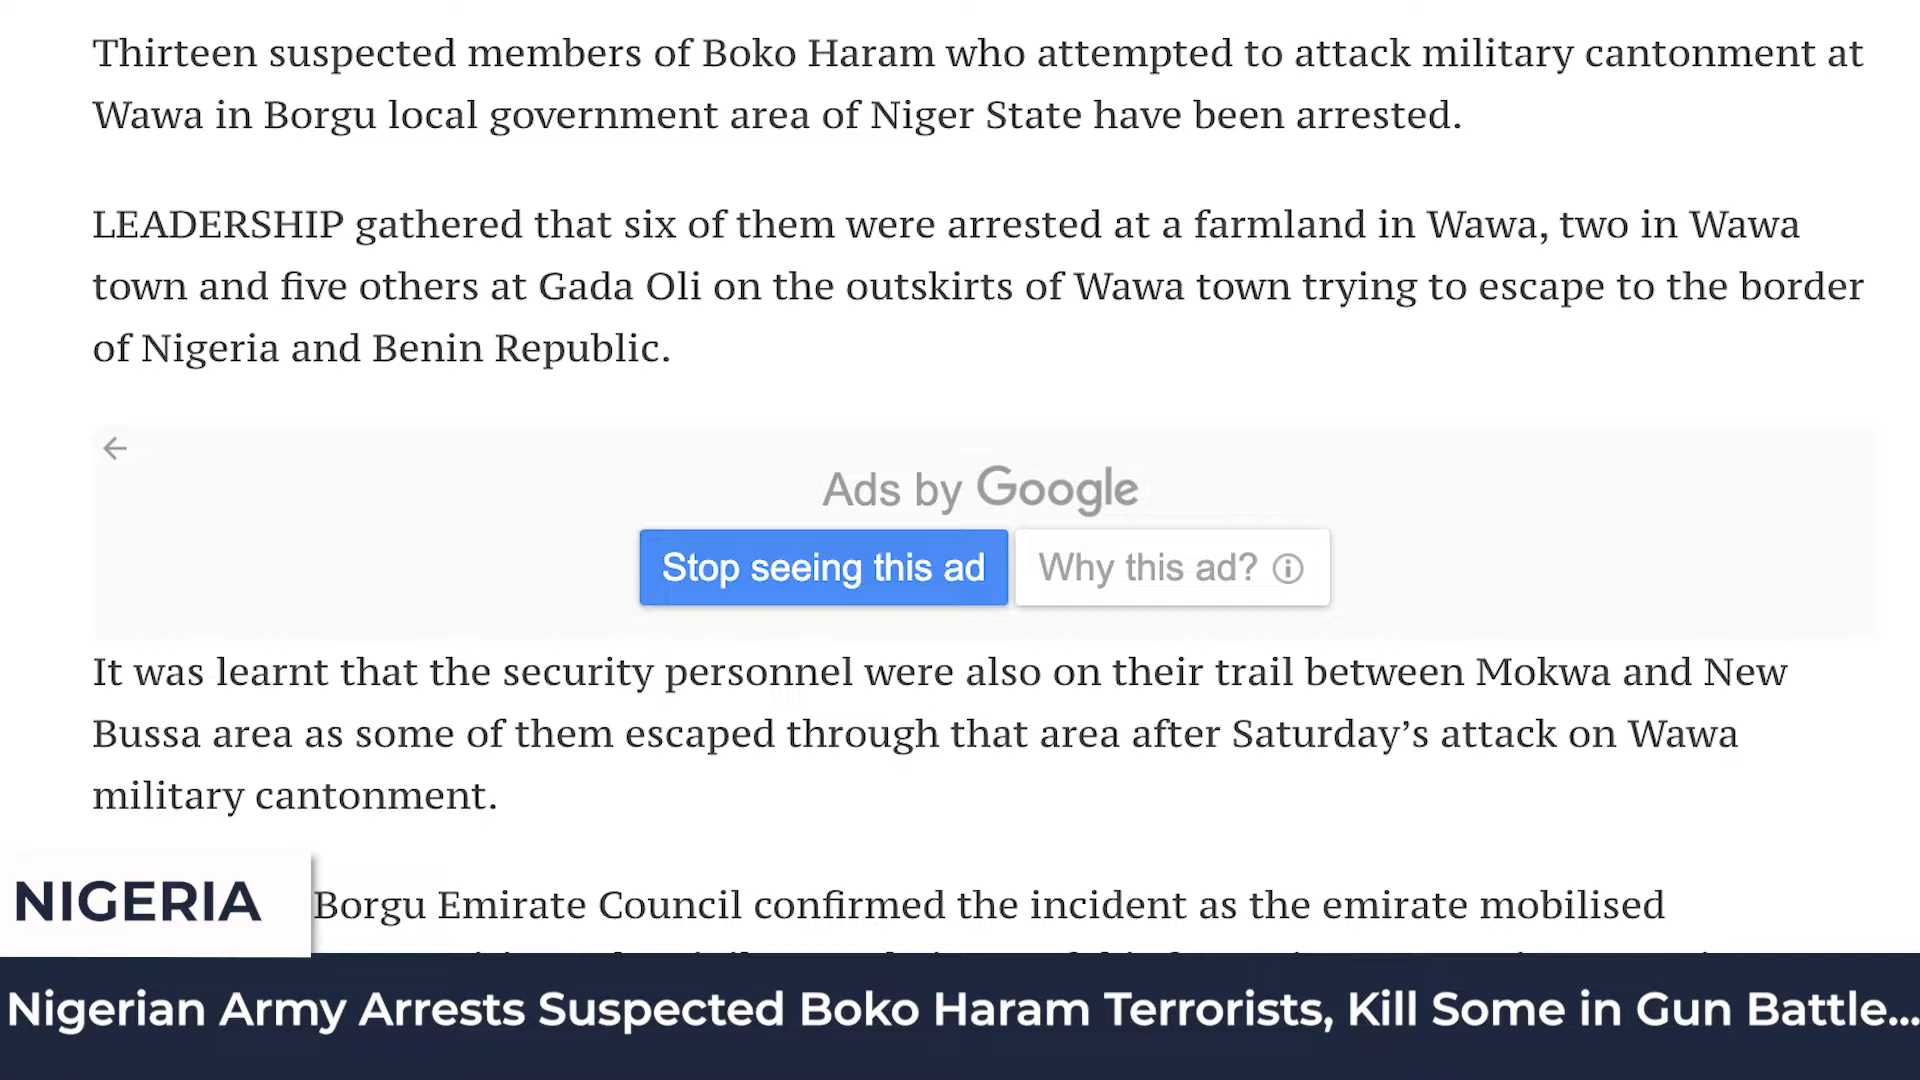 Thirteen suspected members of Boko Haram who attempted to attack military cantonment at
Wawa in Borgu local government area of Niger State have been arrested.
LEADERSHIP gathered that six of them were arrested at a farmland in Wawa, two in Wawa
town and five others at Gada Oli on the outskirts of Wawa town trying to escape to the border
of Nigeria and Benin Republic.
Ads by Google
Stop seeing this ad
Why this ad?
It was learnt that the security personnel were also on their trail between Mokwa and New
Bussa area as some of them escaped through that area after Saturday’s attack on Wawa
military cantonment.
Borgu Emirate Council confirmed the incident as the emirate mobilised
NIGERIA
Nigerian Army Arrests Suspected Boko Haram Terrorists, Kill Some in Gun Battle...